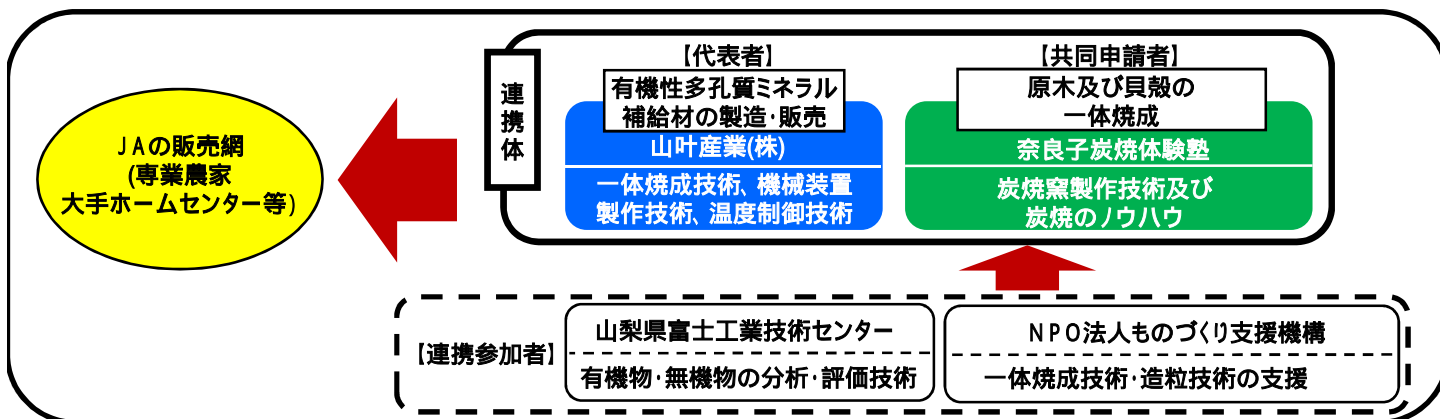 【代表者】
【共同申請者】
連携体
有機性多孔質ミネラル
補給材の製造・販売
山叶産業(株)
一体焼成技術、機械装置
製作技術、温度制御技術
原木及び貝殻の
一体焼成
奈良子炭焼体験塾
炭焼窯製作技術及び
炭焼のノウハウ
JAの販売網
(専業農家
大手ホームセンター等)
【連携参加者】
山梨県富士工業技術センター
有機物・無機物の分析・評価技術
NPO法人ものづくり支援機構
一体焼成技術・造粒技術の支援